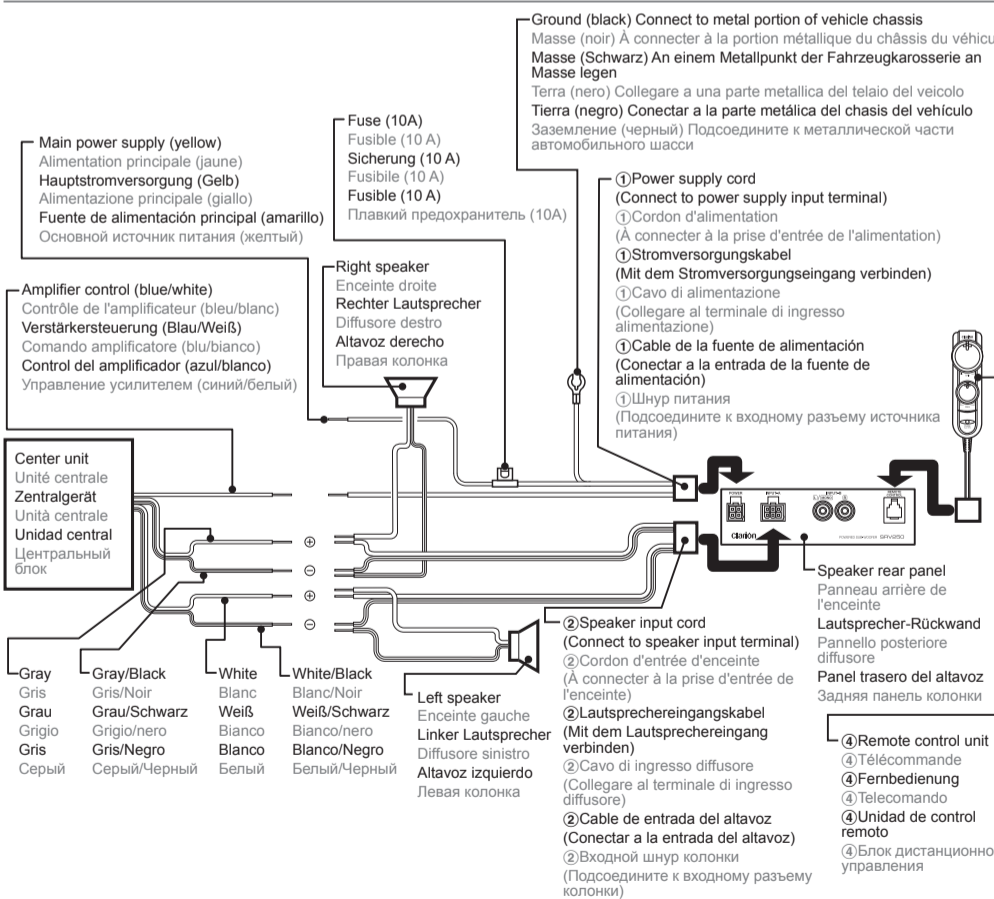 Ground (black) Connect to metal portion of vehicle chassis
Masse (noir) À connecter à la portion métallique du châssis du véhicu
Masse (Schwarz) An einem Metallpunkt der Fahrzeugkarosserie an
Masse legen
Terra (nero) Collegare a una parte metallica del telaio del veicolo
Tierra (negro) Conectar a la parte metálica del chasis del vehículo
Заземление (черный) Подсоедините к металлической части
автомобильного шасси
Fuse (10A)
Fusible (10 A)
Sicherung (10 A)
Fusibile (10 A)
Fusible (10 A)
Плавкий предохранитель (10A)
Main power supply (yellow)
Alimentation principale (jaune)
Hauptstromversorgung (Gelb)
Alimentazione principale (giallo)
Fuente de alimentación principal (amarillo)
Основной источник питания (желтый)
①Power supply cord
(Connect to power supply input terminal)
①Cordon d'alimentation
(À connecter à la prise d'entrée de l'alimentation)
①Stromversorgungskabel
(Mit dem Stromversorgungseingang verbinden)
①Cavo di alimentazione
(Collegare al terminale di ingresso
alimentazione)
①Cable de la fuente de alimentación
(Conectar a la entrada de la fuente de
alimentación)
①Шнур питания
(Подсоедините к входному разъему источника
питания)
Right speaker
Enceinte droite
Rechter Lautsprecher
Diffusore destro
Altavoz derecho
Правая колонка
Amplifier control (blue/white)
Contrôle de l'amplificateur (bleu/blanc)
Verstärkersteuerung (Blau/Weiß)
Comando amplificatore (blu/bianco)
Control del amplificador (azul/blanco)
Управление усилителем (синий/белый)
Center unit
Unité centrale
Zentralgerät
Unità centrale
Unidad central
Центральный
блок
⊕
⊖
⊕
⊖
POWER
REMOTE CONTROL
clarion
SRV250
Speaker rear panel
Panneau arrière de
l'enceinte
Lautsprecher-Rückwand
Pannello posteriore
diffusore
Panel trasero del altavoz
Задняя панель колонки
②Speaker input cord
(Connect to speaker input terminal)
②Cordon d'entrée d'enceinte
(À connecter à la prise d'entrée de
l'enceinte)
②Lautsprechereingangskabel
(Mit dem Lautsprechereingang
verbinden)
②Cavo di ingresso diffusore
(Collegare al terminale di ingresso
diffusore)
②Cable de entrada del altavoz
(Conectar a la entrada del altavoz)
②Входной шнур колонки
(Подсоедините к входному разъему
колонки)
Gray
Gris
Grau
Grigio
Gris
Серый
Gray/Black
Gris/Noir
Grau/Schwarz
Grigio/nero
Gris/Negro
Серый/Черный
White
Blanc
Weiß
Bianco
Blanco
Белый
White/Black
Blanc/Noir
Weiß/Schwarz
Bianco/nero
Blanco/Negro
Белый/Черный
Left speaker
Enceinte gauche
Linker Lautsprecher
Diffusore sinistro
Altavoz izquierdo
Левая колонка
④Remote control unit
④Télécommande
④Fernbedienung
④Telecomando
④Unidad de control
remoto
④Блок дистанционно
управления